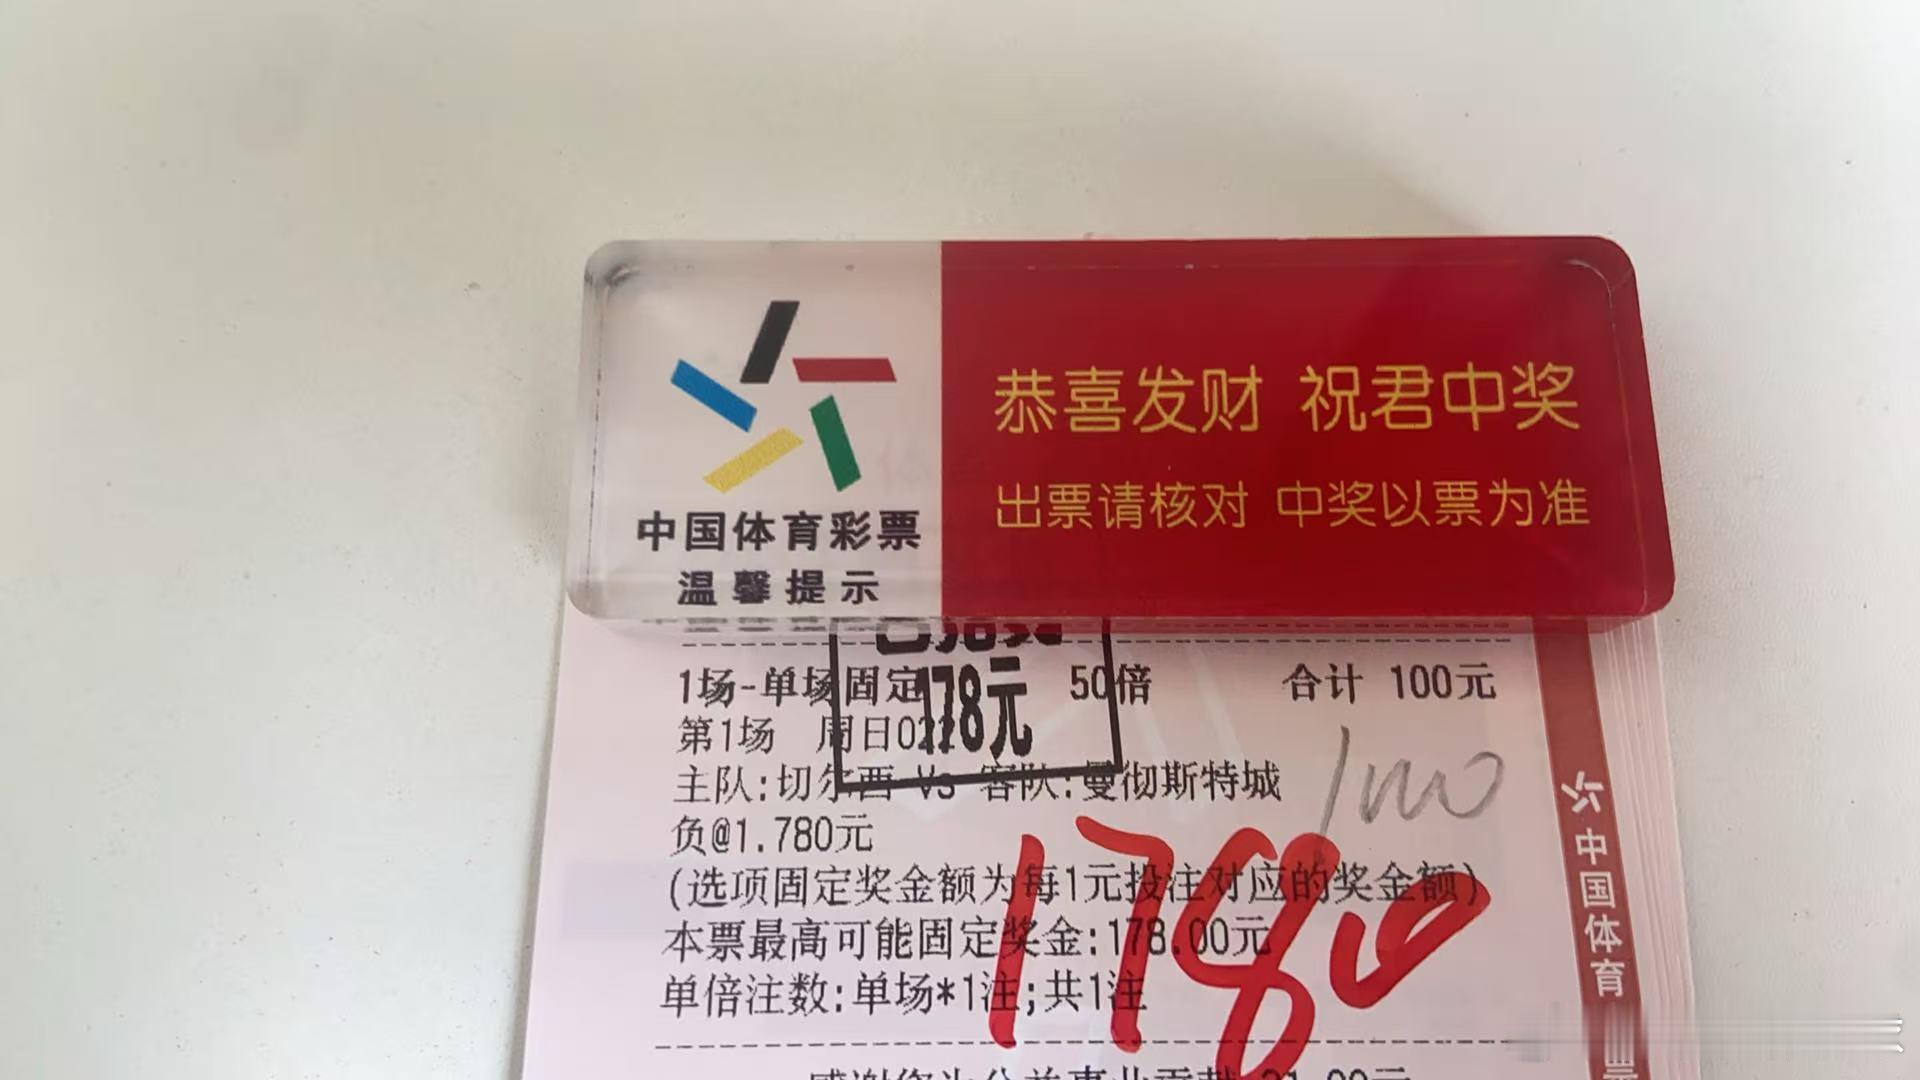 恭喜发财 祝君中奖
出票请核对 中奖以票为准
中国体育彩票
温馨提示
178元
1场-单场固定 50倍 合计 100元
第1场 周日022
主队:切尔西 Vs 客队:曼彻斯特城
负@1.780元
(选项固定奖金额为每1元投注对应的奖金额)
本票最高可能固定奖金:178.00元
单倍注数:单场*1注;共1注
1780
中国体育